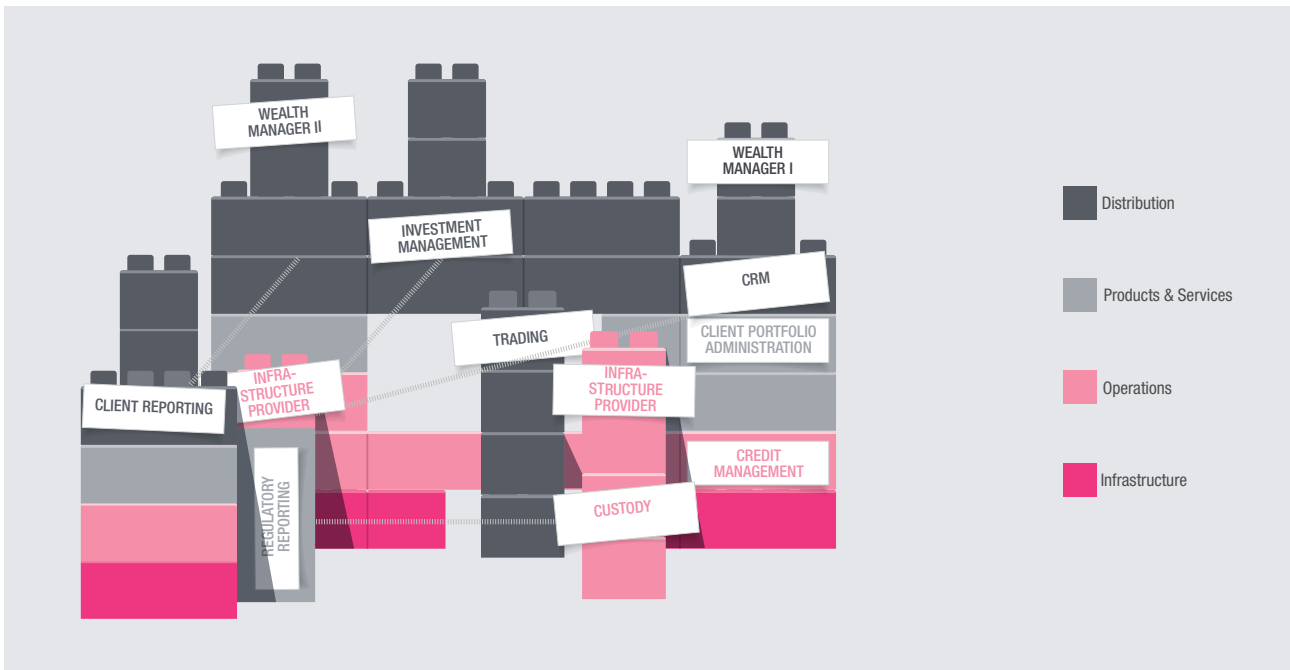 WEALTH
MANAGER II
WEALTH
MANAGER I
INVESTMENT
MANAGEMENT
CRM
TRADING
CLIENT PORTFOLIO
ADMINISTRATION
INFRA-
STRUCTURE
PROVIDER
INFRA-
STRUCTURE
PROVIDER
CLIENT REPORTING
REGULATORY
REPORTING
CREDIT
MANAGEMENT
CUSTODY
Distribution
Products & Services
Operations
Infrastructure